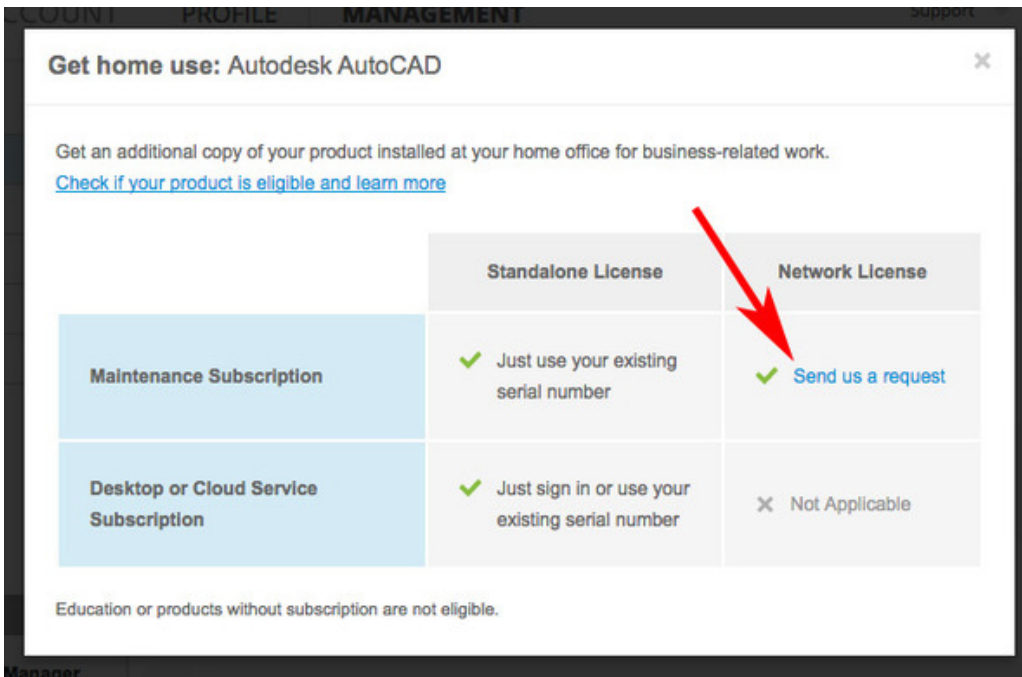 ACCOUNT PROFILE MANAGEMENT Support
Get home use: Autodesk AutoCAD
Get an additional copy of your product installed at your home office for business-related work.
Check if your product is eligible and learn more
Standalone License Network License
Maintenance Subscription
Just use your existing
serial number
Send us a request
Desktop or Cloud Service
Subscription
Just sign in or use your
existing serial number
Not Applicable
Education or products without subscription are not eligible.
Manager